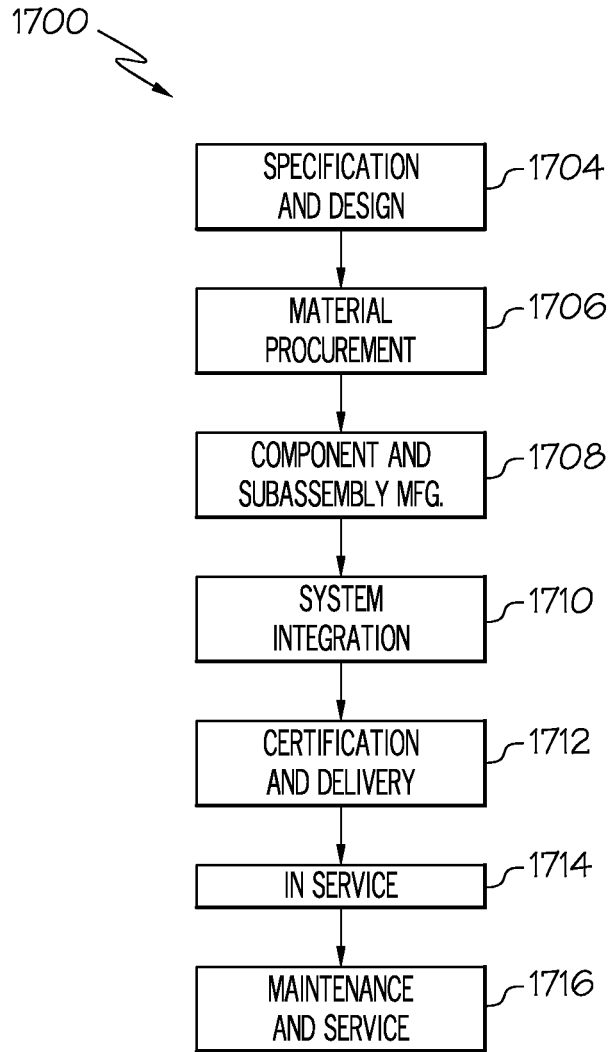 1700
SPECIFICATION
AND DESIGN
1704
MATERIAL
PROCUREMENT
1706
COMPONENT AND
SUBASSEMBLY MFG.
1708
SYSTEM
INTEGRATION
1710
CERTIFICATION
AND DELIVERY
1712
IN SERVICE
1714
MAINTENANCE
AND SERVICE
1716